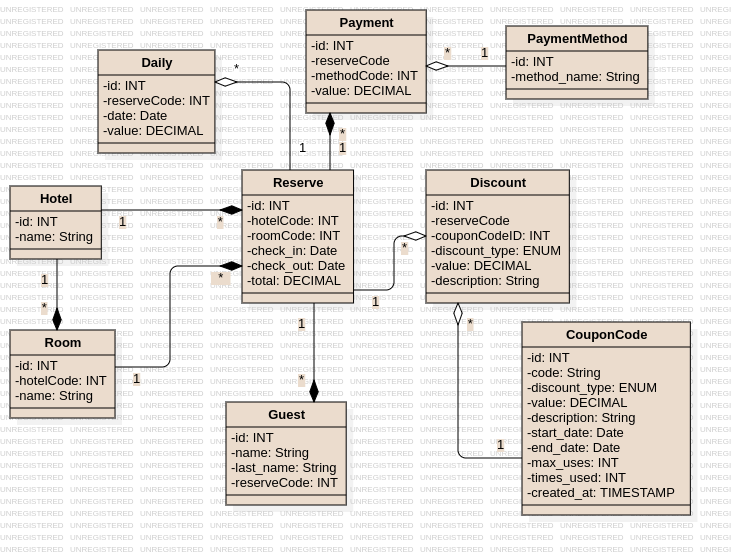 Payment
-id: INT
-reserveCode
-methodCode: INT
-value: DECIMAL
PaymentMethod
-id: INT
-method_name: String
*
1
Daily
-id: INT
-reserveCode: INT
-date: Date
-value: DECIMAL
*
1
*
1
Reserve
-id: INT
-hotelCode: INT
-roomCode: INT
-check_in: Date
-check_out: Date
-total: DECIMAL
Discount
-id: INT
-reserveCode
-couponCodeID: INT
-discount_type: ENUM
-value: DECIMAL
-description: String
Hotel
-id: INT
-name: String
1
*
*
1
*
1
*
1
Room
-id: INT
-hotelCode: INT
-name: String
1
1
*
Guest
-id: INT
-name: String
-last_name: String
-reserveCode: INT
*
1
CouponCode
-id: INT
-code: String
-discount_type: ENUM
-value: DECIMAL
-description: String
-start_date: Date
-end_date: Date
-max_uses: INT
-times_used: INT
-created_at: TIMESTAMP
UNREGISTERED